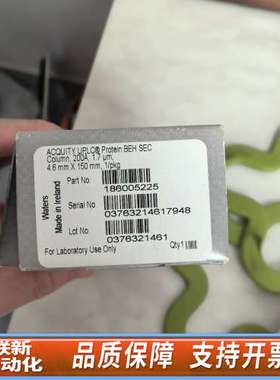 ACQUITY UPLC® Protein BEH SEC
Column, 200Å, 1.7 µm,
4.6 mm X 150 mm, 1/pkg
Part No.
186005225
Serial No
03763214617948
Lot No
0376321461
For Laboratory Use Only
Qty1
Waters
Made in Ireland
联新
动化
品质保障 支持开票